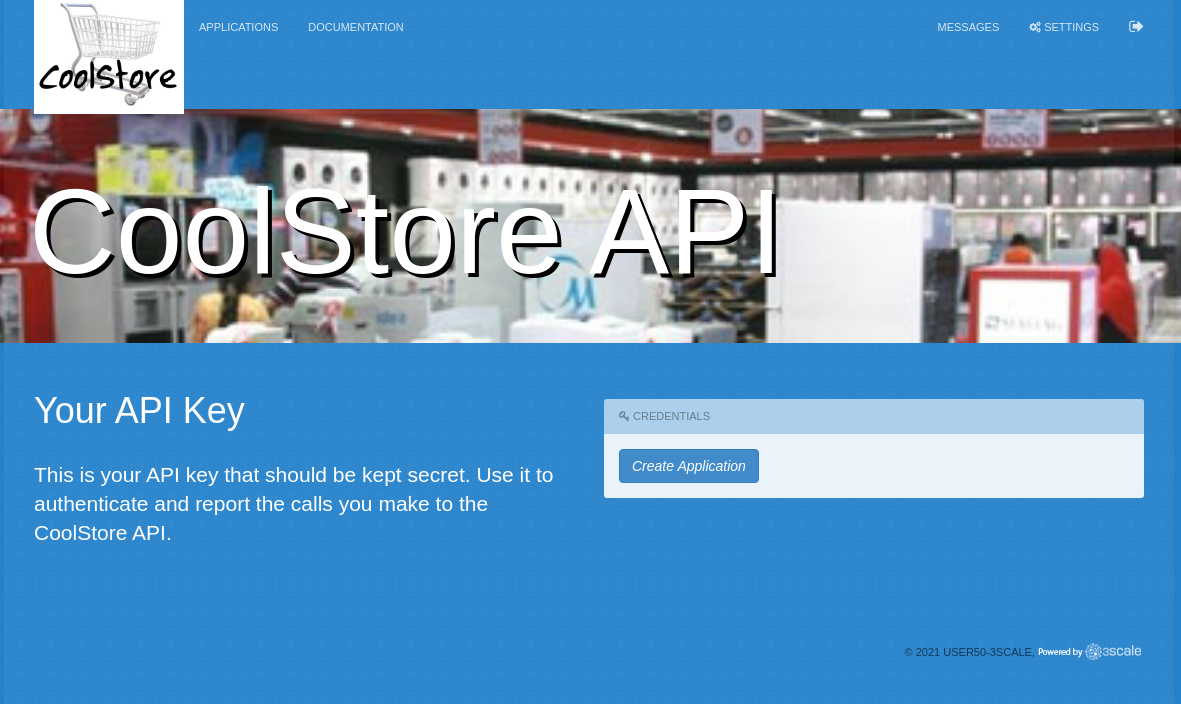 CoolStore
APPLICATIONS
DOCUMENTATION
MESSAGES
SETTINGS
CoolStore API
Your API Key
This is your API key that should be kept secret. Use it to
authenticate and report the calls you make to the
CoolStore API.
CREDENTIALS
Create Application
© 2021 USER50-3SCALE, Powered by 3scale